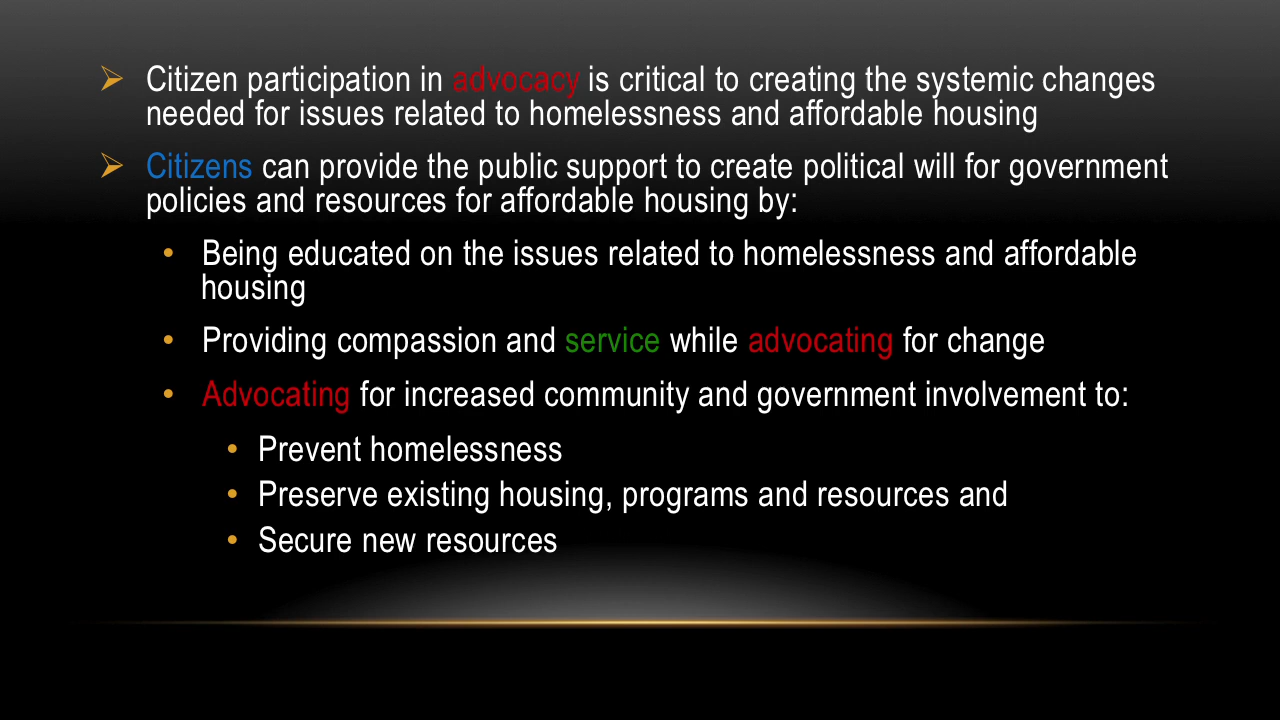 Citizen participation in advocacy is critical to creating the systemic changes
needed for issues related to homelessness and affordable housing
Citizens can provide the public support to create political will for government
policies and resources for affordable housing by:
Being educated on the issues related to homelessness and affordable
housing
Providing compassion and service while advocating for change
Advocating for increased community and government involvement to:
Prevent homelessness
Preserve existing housing, programs and resources and
Secure new resources